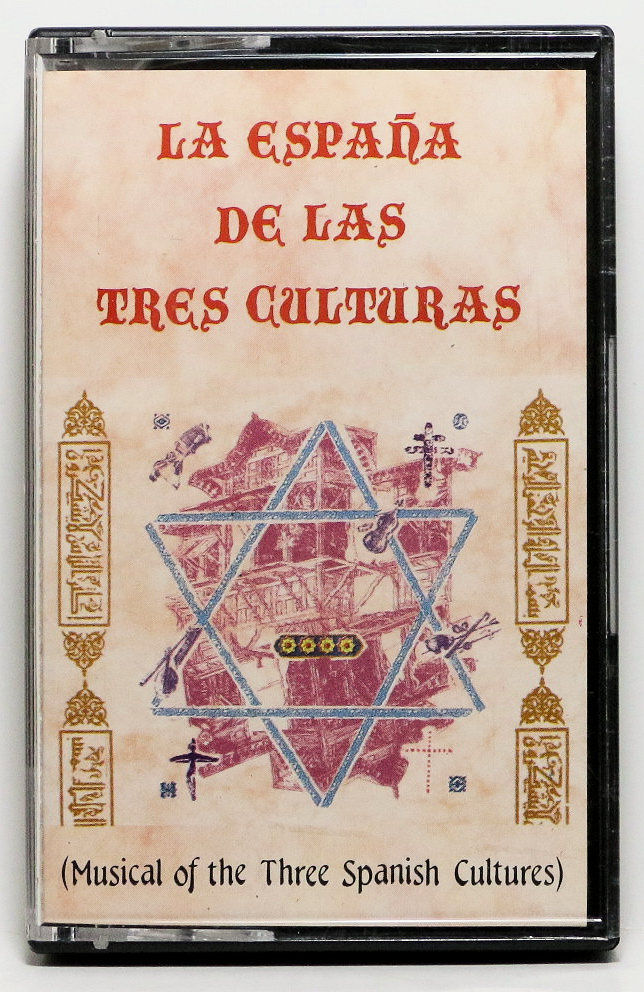 LA ESPAÑA
DE LAS
TRES CULTURAS
(Musical of the Three Spanish Cultures)